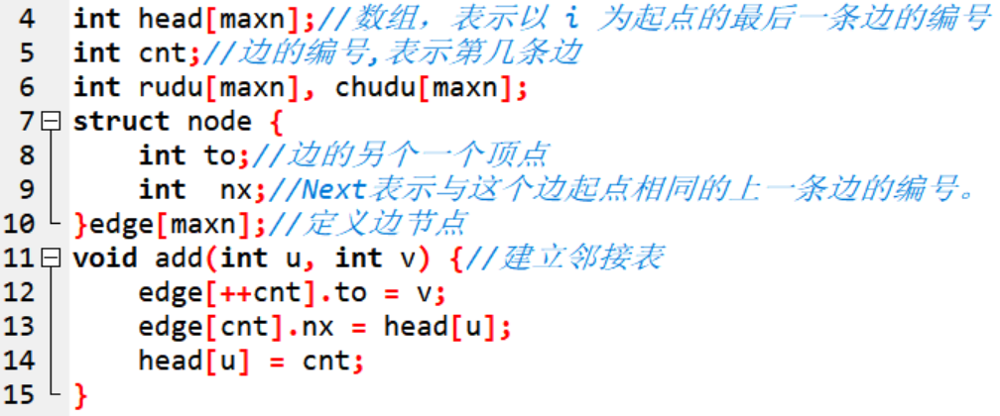 4 int head[maxn];//数组，表示以 i 为起点的最后一条边的编号
5 int cnt;//边的编号,表示第几条边
6 int rudu[maxn], chudu[maxn];
7 struct node {
8 int to;//边的另个一个顶点
9 int  nx;//Next表示与这个边起点相同的上一条边的编号。
10 }edge[maxn];//定义边节点
11 void add(int u, int v) {//建立邻接表
12 edge[++cnt].to = v;
13 edge[cnt].nx = head[u];
14 head[u] = cnt;
15 }